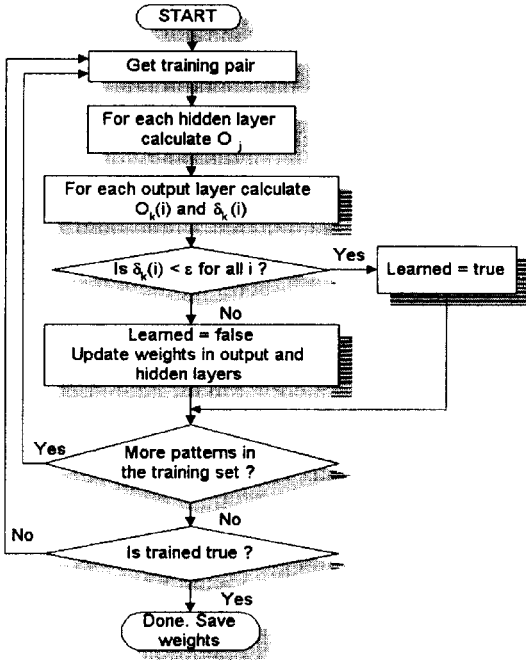 START
Get training pair
For each hidden layer
calculate O j
For each output layer calculate
Ok(i) and δk(i)
Is δk(i) < ε for all i ?
Yes
Learned = true
No
Learned = false
Update weights in output and
hidden layers
Yes
More patterns in
the training set ?
No
No
Is trained true ?
Yes
Done. Save
weights